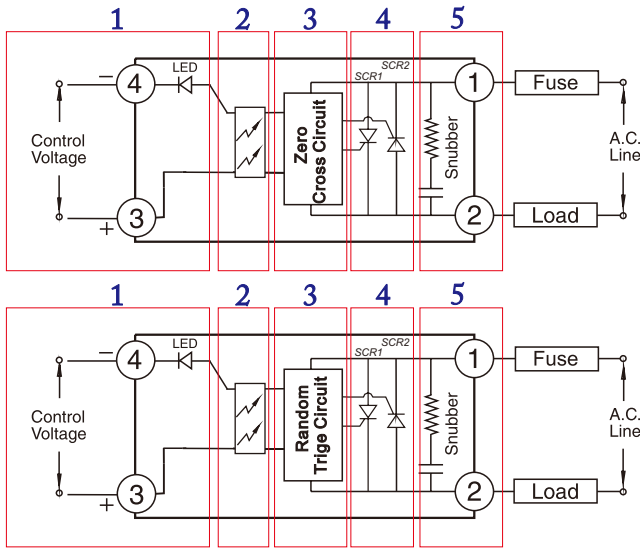 1 2 3 4 5
LED
SCR2
SCR1
4
1
Fuse
−
Control
Voltage
Zero
Cross Circuit
Snubber
A.C.
Line
3
+
2
Load
1 2 3 4 5
LED
SCR2
SCR1
4
1
Fuse
−
Control
Voltage
Random
Trige Circuit
Snubber
A.C.
Line
3
+
2
Load